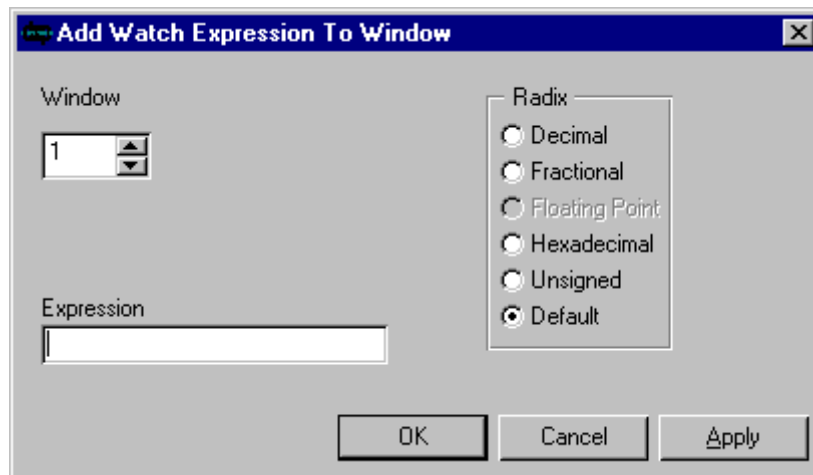 Add Watch Expression To Window
Window
1
Radix
Decimal
Fractional
Floating Point
Hexadecimal
Unsigned
Default
Expression
OK
Cancel
Apply